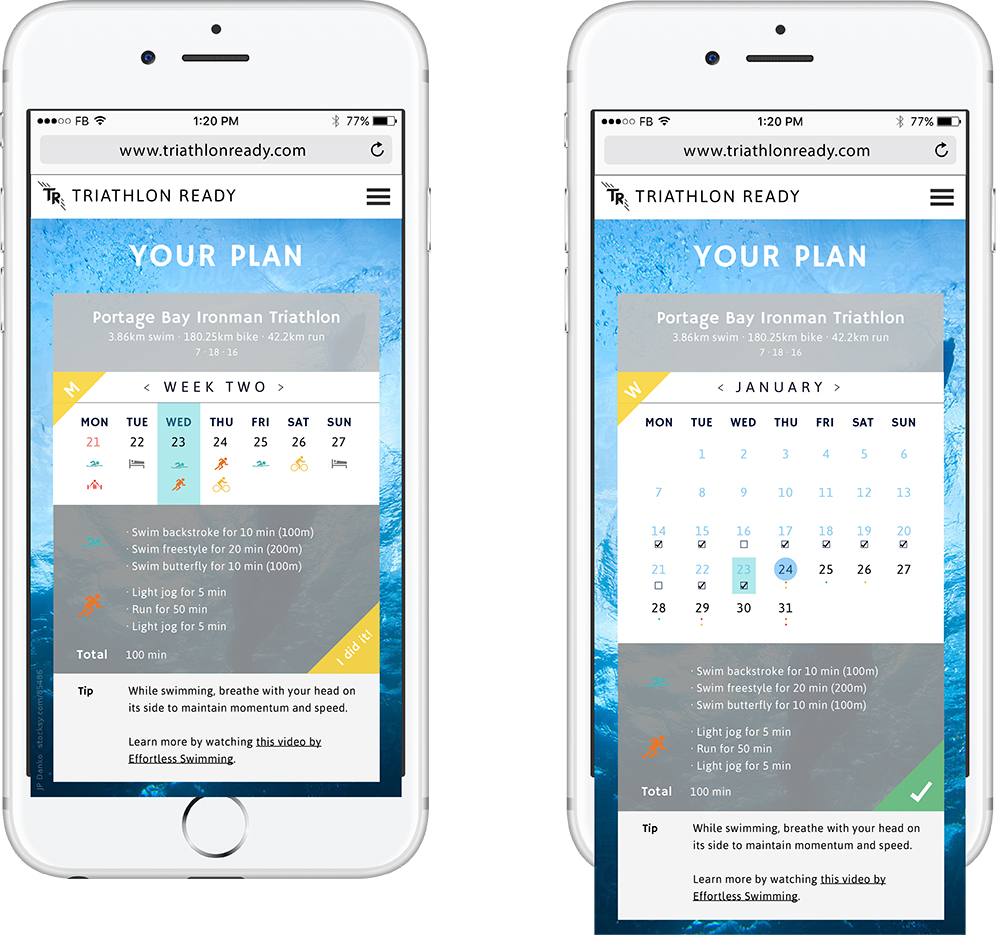 FB 1:20 PM 77%
www.triathlonready.com
TR TRIATHLON READY
YOUR PLAN
Portage Bay Ironman Triathlon
3.86km swim · 180.25km bike · 42.2km run
7 · 18 · 16
M
< WEEK TWO >
MON TUE WED THU FRI SAT SUN
21 22 23 24 25 26 27
· Swim backstroke for 10 min (100m)
· Swim freestyle for 20 min (200m)
· Swim butterfly for 10 min (100m)
· Light jog for 5 min
· Run for 50 min
· Light jog for 5 min
I did it!
Total 100 min
Tip While swimming, breathe with your head on
its side to maintain momentum and speed.
Learn more by watching this video by
Effortless Swimming.
JP Danko stocksy.com/85486
FB 1:20 PM 77%
www.triathlonready.com
TR TRIATHLON READY
YOUR PLAN
Portage Bay Ironman Triathlon
3.86km swim · 180.25km bike · 42.2km run
7 · 18 · 16
W
< JANUARY >
MON TUE WED THU FRI SAT SUN
1 2 3 4 5 6
7 8 9 10 11 12 13
14 15 16 17 18 19 20
21 22 23 24 25 26 27
28 29 30 31
· Swim backstroke for 10 min (100m)
· Swim freestyle for 20 min (200m)
· Swim butterfly for 10 min (100m)
· Light jog for 5 min
· Run for 50 min
· Light jog for 5 min
Total 100 min
Tip While swimming, breathe with your head on
its side to maintain momentum and speed.
Learn more by watching this video by
Effortless Swimming.